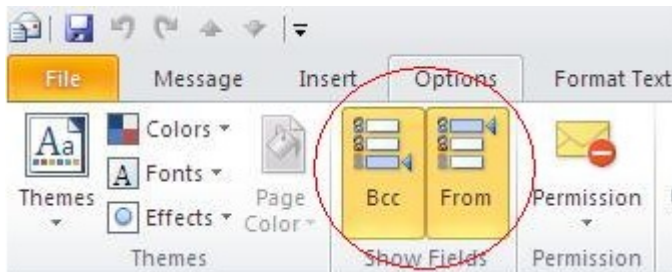 File Message Insert Options Format Text
Aa Colors
A Fonts
Effects
Themes
Page
Color
Bcc From
Permission
Themes Show Fields Permission